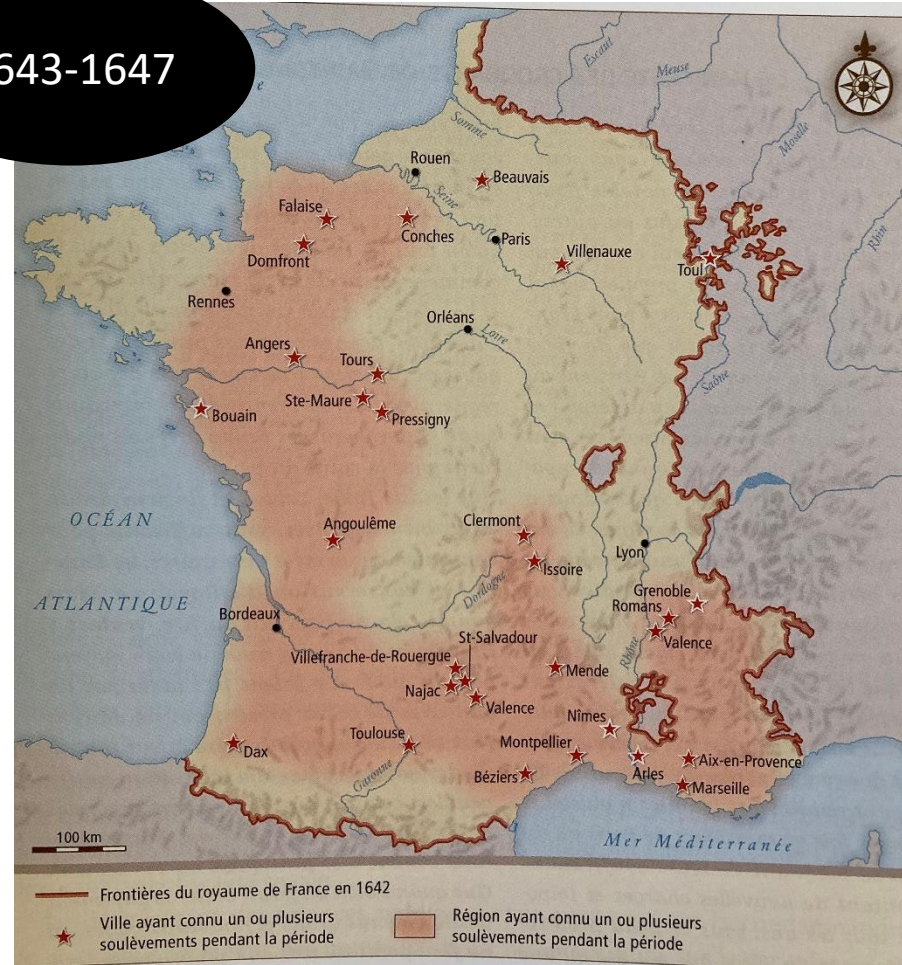 643-1647
Escaut
Meuse
Moselle
Rhin
Somme
Rouen
Beauvais
Seine
Falaise
Conches
Paris
Domfront
Villenauxe
Toul
Rennes
Orléans
Loire
Angers
Tours
Saône
Ste-Maure
Pressigny
Bouain
OCÉAN
ATLANTIQUE
Angoulême
Clermont
Lyon
Issoire
Dordogne
Grenoble
Romans
Valence
Bordeaux
St-Salvadour
Rhône
Villefranche-de-Rouergue
Mende
Najac
Valence
Nîmes
Toulouse
Montpellier
Dax
Aix-en-Provence
Arles
Béziers
Marseille
Garonne
Mer Méditerranée
100 km
Frontières du royaume de France en 1642
Ville ayant connu un ou plusieurs
soulèvements pendant la période
Région ayant connu un ou plusieurs
soulèvements pendant la période